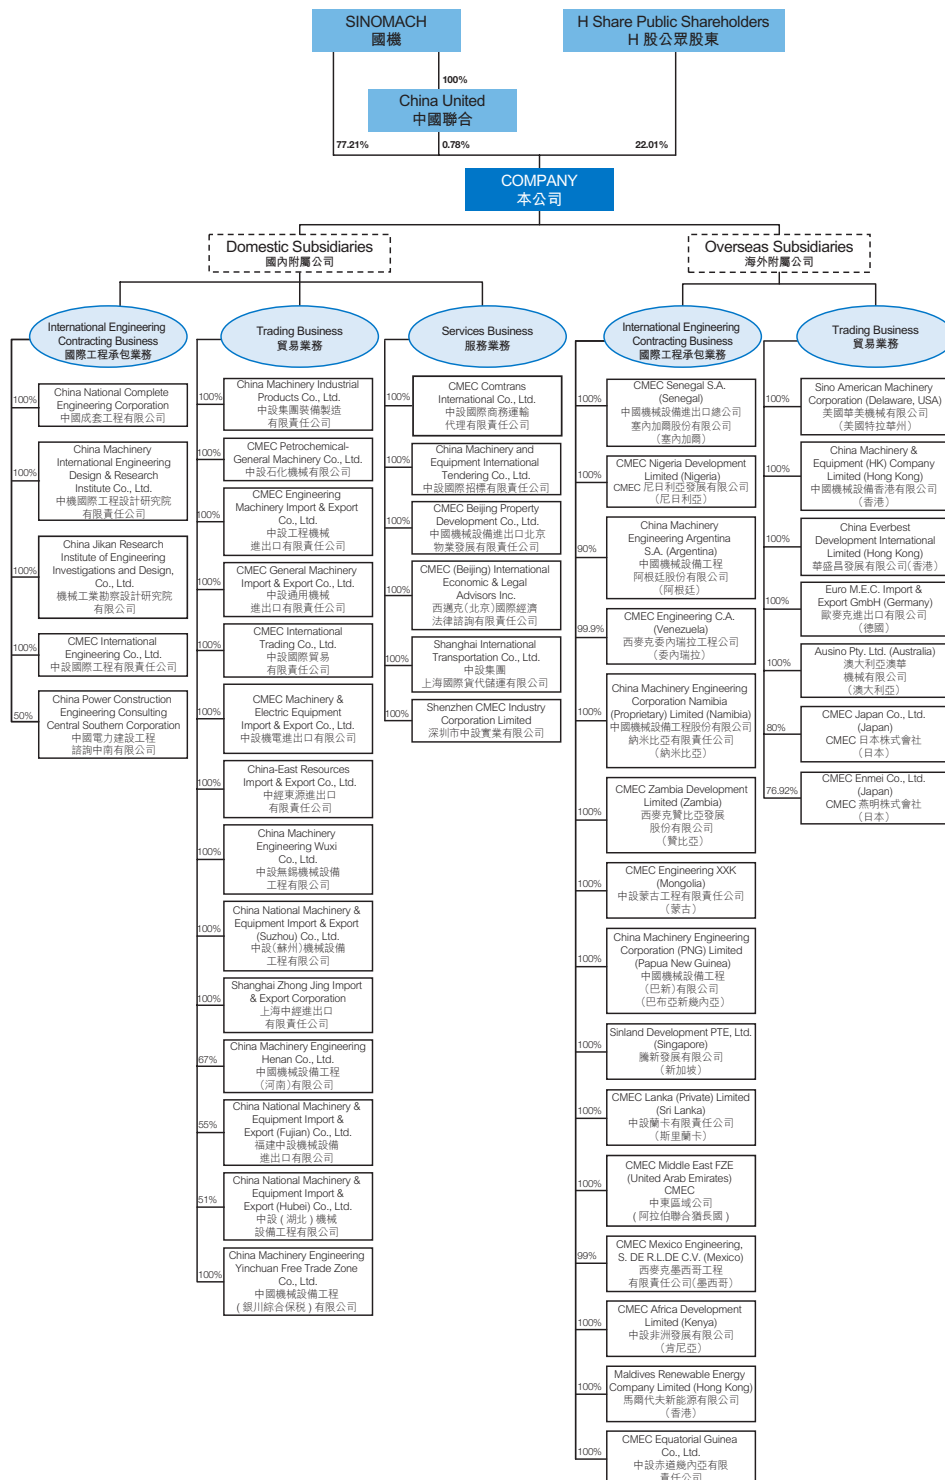 SINOMACH
國機
H Share Public Shareholders
H 股公眾股東
100%
China United
中國聯合
77.21%
0.78%
22.01%
COMPANY
本公司
Domestic Subsidiaries
國內附屬公司
Overseas Subsidiaries
海外附屬公司
International Engineering
Contracting Business
國際工程承包業務
100%
China National Complete
Engineering Corporation
中國成套工程有限公司
100%
China Machinery
International Engineering
Design & Research
Institute Co., Ltd.
中機國際工程設計研究院
有限責任公司
100%
China Jikan Research
Institute of Engineering
Investigations and Design,
Co., Ltd.
機械工業勘察設計研究院
有限公司
100%
CMEC International
Engineering Co., Ltd.
中設國際工程有限責任公司
50%
China Power Construction
Engineering Consulting
Central Southern Corporation
中國電力建設工程
諮詢中南有限公司
Trading Business
貿易業務
100%
China Machinery Industrial
Products Co., Ltd.
中設集團裝備製造
有限責任公司
100%
CMEC Petrochemical-
General Machinery Co., Ltd.
中設石化機械有限公司
100%
CMEC Engineering
Machinery Import & Export
Co., Ltd.
中設工程機械
進出口有限責任公司
100%
CMEC General Machinery
Import & Export Co., Ltd.
中設通用機械
進出口有限責任公司
100%
CMEC International
Trading Co., Ltd.
中設國際貿易
有限責任公司
100%
CMEC Machinery &
Electric Equipment
Import & Export Co., Ltd.
中設機電進出口有限公司
100%
China-East Resources
Import & Export Co., Ltd.
中經東源進出口
有限責任公司
100%
China Machinery
Engineering Wuxi
Co., Ltd.
中設無錫機械設備
工程有限公司
100%
China National Machinery &
Equipment Import & Export
(Suzhou) Co., Ltd.
中設(蘇州)機械設備
工程有限公司
100%
Shanghai Zhong Jing Import
& Export Corporation
上海中經進出口
有限責任公司
67%
China Machinery Engineering
Henan Co., Ltd.
中國機械設備工程
（河南)有限公司
55%
China National Machinery &
Equipment Import &
Export (Fujian) Co., Ltd.
福建中設機械設備
進出口有限公司
51%
China National Machinery &
Equipment Import &
Export (Hubei) Co., Ltd.
中設 ( 湖北 ) 機械
設備工程有限公司
100%
China Machinery Engineering
Yinchuan Free Trade Zone
Co., Ltd.
中國機械設備工程
( 銀川綜合保税 ) 有限公司
Services Business
服務業務
100%
CMEC Comtrans
International Co., Ltd.
中設國際商務運輸
代理有限責任公司
100%
China Machinery and
Equipment International
Tendering Co., Ltd.
中設國際招標有限責任公司
100%
CMEC Beijing Property
Development Co., Ltd.
中國機械設備進出口北京
物業發展有限責任公司
100%
CMEC (Beijing) International
Economic & Legal
Advisors Inc.
西邁克(北京)國際經濟
法律諮詢有限責任公司
100%
Shanghai International
Transportation Co., Ltd.
中設集團
上海國際貨代儲運有限公司
100%
Shenzhen CMEC Industry
Corporation Limited
深圳市中設實業有限公司
International Engineering
Contracting Business
國際工程承包業務
100%
CMEC Senegal S.A.
(Senegal)
中國機械設備進出口總公司
塞內加爾股份有限公司
（塞內加爾）
100%
CMEC Nigeria Development
Limited (Nigeria)
CMEC 尼日利亞發展有限公司
（尼日利亞）
90%
China Machinery
Engineering Argentina
S.A. (Argentina)
中國機械設備工程
阿根廷股份有限公司
（阿根廷）
99.9%
CMEC Engineering C.A.
(Venezuela)
西麥克委內瑞拉工程公司
（委內瑞拉）
100%
China Machinery Engineering
Corporation Namibia
(Proprietary) Limited (Namibia)
中國機械設備工程股份有限公司
納米比亞有限責任公司
（納米比亞）
100%
CMEC Zambia Development
Limited (Zambia)
西麥克贊比亞發展
股份有限公司
（贊比亞）
100%
CMEC Engineering XXK
(Mongolia)
中設蒙古工程有限責任公司
（蒙古）
100%
China Machinery Engineering
Corporation (PNG) Limited
(Papua New Guinea)
中國機械設備工程
（巴新)有限公司
（巴布亞新幾內亞）
100%
Sinland Development PTE, Ltd.
(Singapore)
騰新發展有限公司
（新加坡）
100%
CMEC Lanka (Private) Limited
(Sri Lanka)
中設蘭卡有限責任公司
（斯里蘭卡）
100%
CMEC Middle East FZE
(United Arab Emirates)
CMEC
中東區域公司
( 阿拉伯聯合酋長國 )
99%
CMEC Mexico Engineering,
S. DE R.L.DE C.V. (Mexico)
西麥克墨西哥工程
有限責任公司(墨西哥）
100%
CMEC Africa Development
Limited (Kenya)
中設非洲發展有限公司
（肯尼亞）
100%
Maldives Renewable Energy
Company Limited (Hong Kong)
馬爾代夫新能源有限公司
（香港）
100%
CMEC Equatorial Guinea
Co., Ltd.
中設赤道幾內亞有限
責任公司
Trading Business
貿易業務
100%
Sino American Machinery
Corporation (Delaware, USA)
美國華美機械有限公司
（美國特拉華州）
100%
China Machinery &
Equipment (HK) Company
Limited (Hong Kong)
中國機械設備香港有限公司
（香港）
100%
China Everbest
Development International
Limited (Hong Kong)
華盛昌發展有限公司(香港）
100%
Euro M.E.C. Import &
Export GmbH (Germany)
歐麥克進出口有限公司
（德國）
100%
Ausino Pty. Ltd. (Australia)
澳大利亞澳華
機械有限公司
（澳大利亞）
80%
CMEC Japan Co., Ltd.
(Japan)
CMEC 日本株式會社
（日本）
76.92%
CMEC Enmei Co., Ltd.
(Japan)
CMEC 燕明株式會社
（日本）